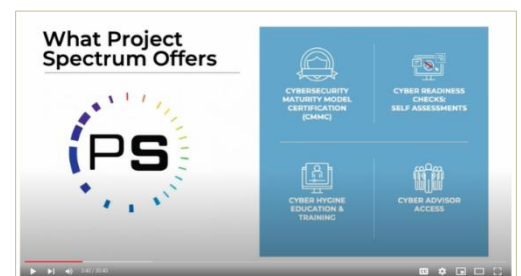 What Project
Spectrum Offers
PS
CYBERSECURITY
MATURITY MODEL
CERTIFICATION
(CMMC)
CYBER READINESS
CHECKS:
SELF ASSESSMENTS
CYBER HYGINE
EDUCATION &
TRAINING
CYBER ADVISOR
ACCESS